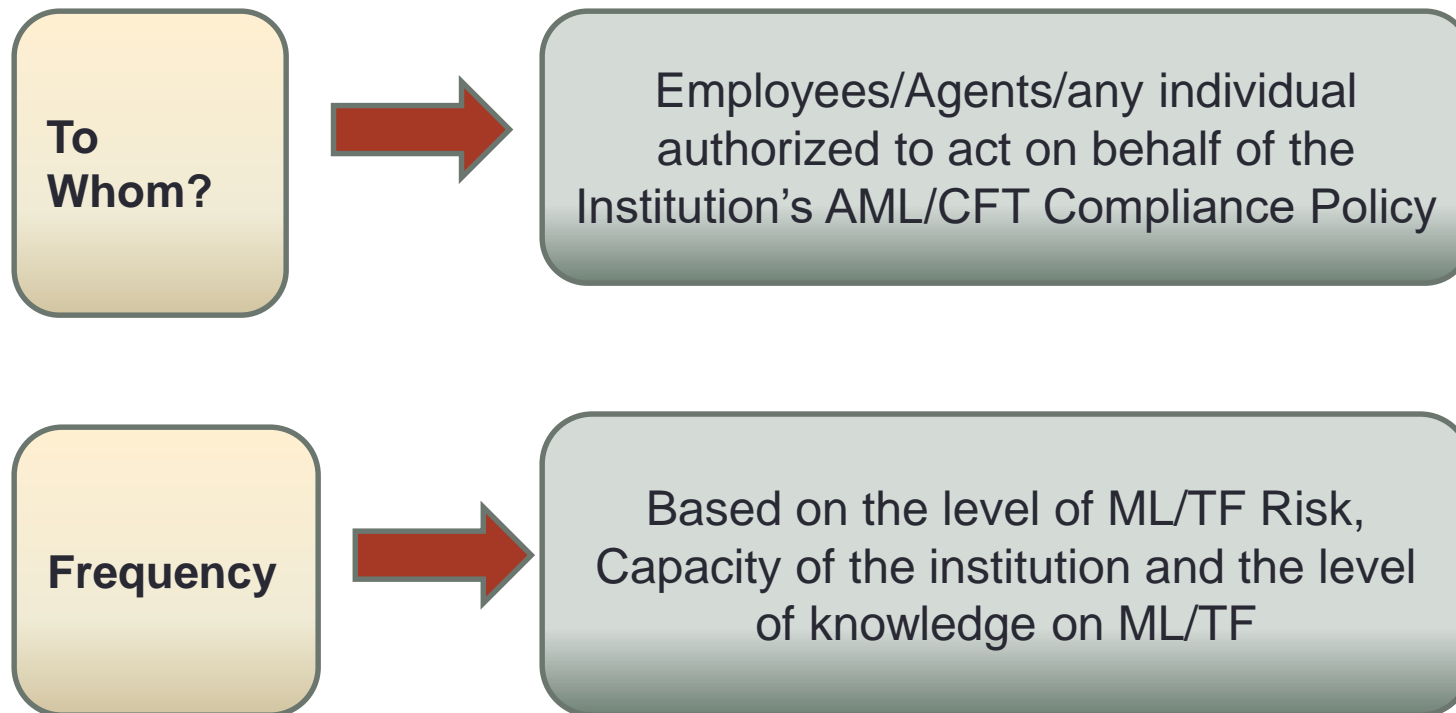 To
Whom?
Employees/Agents/any individual
authorized to act on behalf of the
Institution’s AML/CFT Compliance Policy
Frequency
Based on the level of ML/TF Risk,
Capacity of the institution and the level
of knowledge on ML/TF